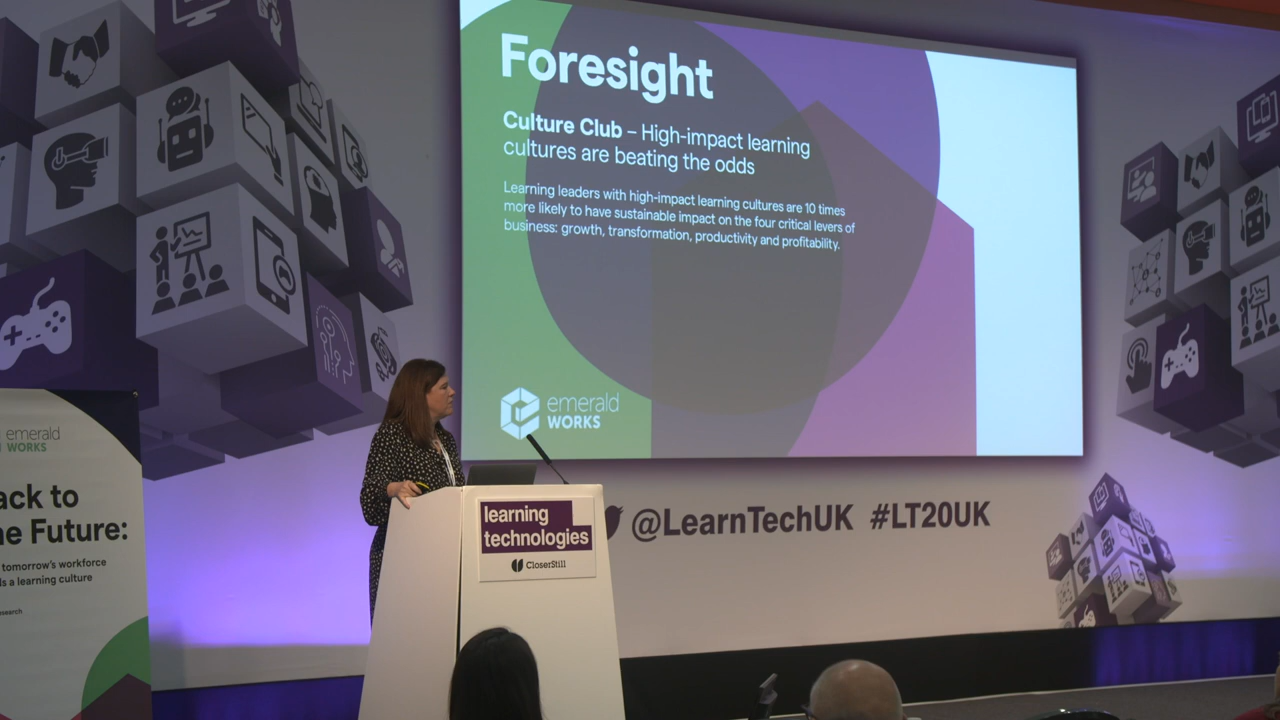 Foresight
Culture Club – High-impact learning
cultures are beating the odds
Learning leaders with high-impact learning cultures are 10 times
more likely to have sustainable impact on the four critical levers of
business: growth, transformation, productivity and profitability.
emerald
WORKS
@LearnTechUK #LT20UK
learning
technologies
CloserStill
emerald
WORKS
ack to
e Future:
tomorrow's workforce
s a learning culture
search